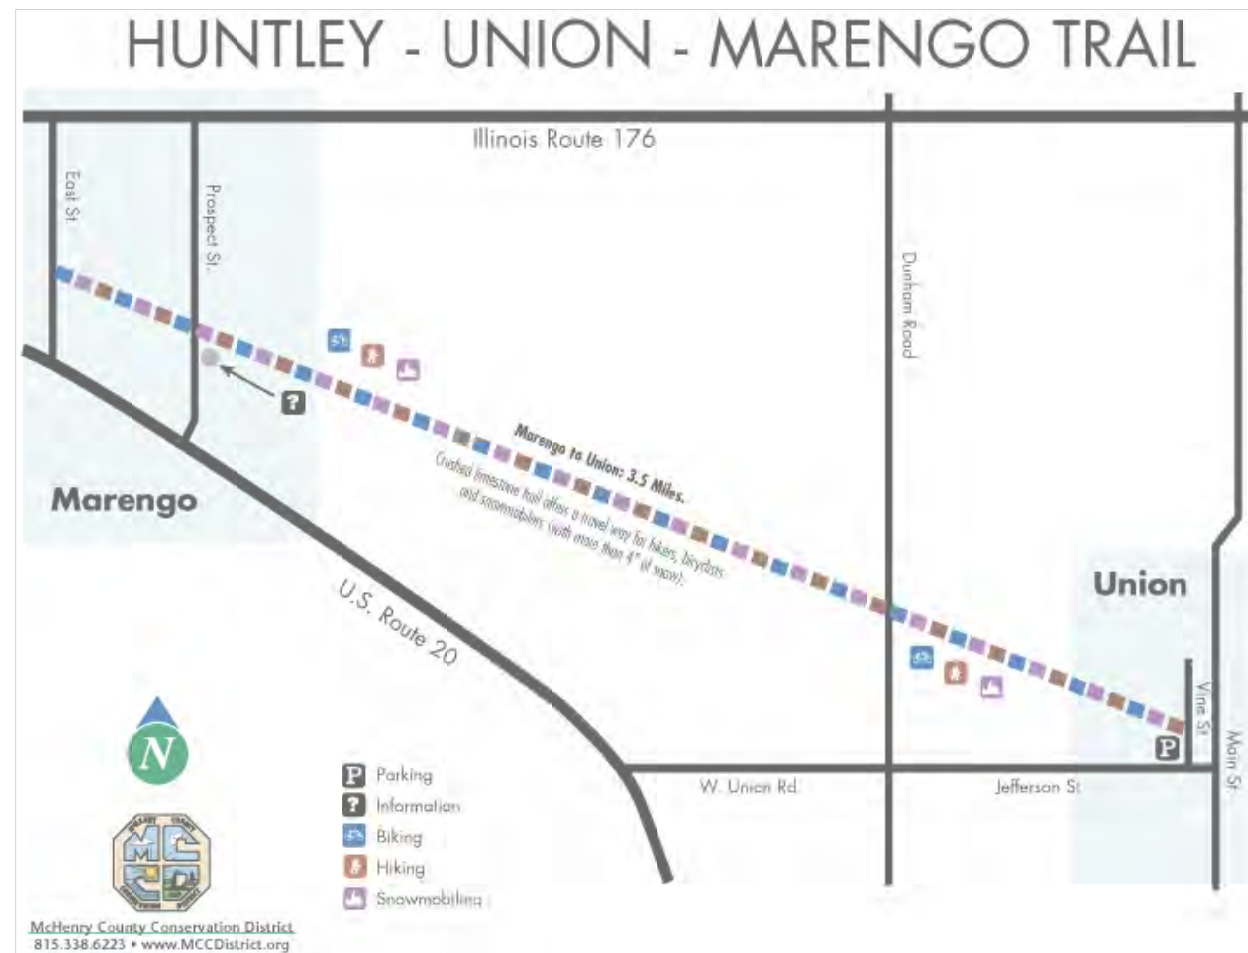 HUNTLEY - UNION - MARENGO TRAIL
Illinois Route 176
East St.
Prospect St.
Dunham Road
?
Marengo to Union: 3.5 Miles.
Crushed limestone trail offers a travel way for hikers, bicyclists
and snowmobilers (with more than 4" of snow).
Marengo
Union
U.S. Route 20
Vine St
Main St.
P
W. Union Rd.
Jefferson St
N
P Parking
? Information
Biking
Hiking
Snowmobiling
MCCD
McHenry County Conservation District
815.338.6223 • www.MCCDistrict.org